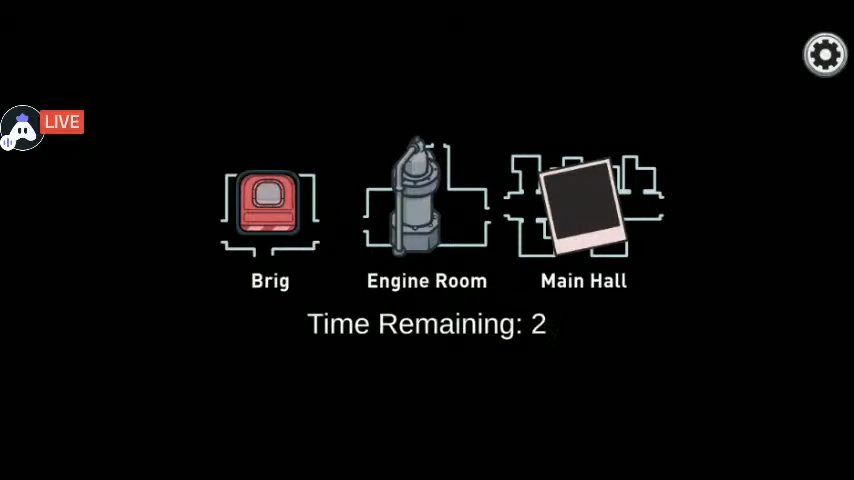 LIVE
Brig
Engine Room
Main Hall
Time Remaining: 2